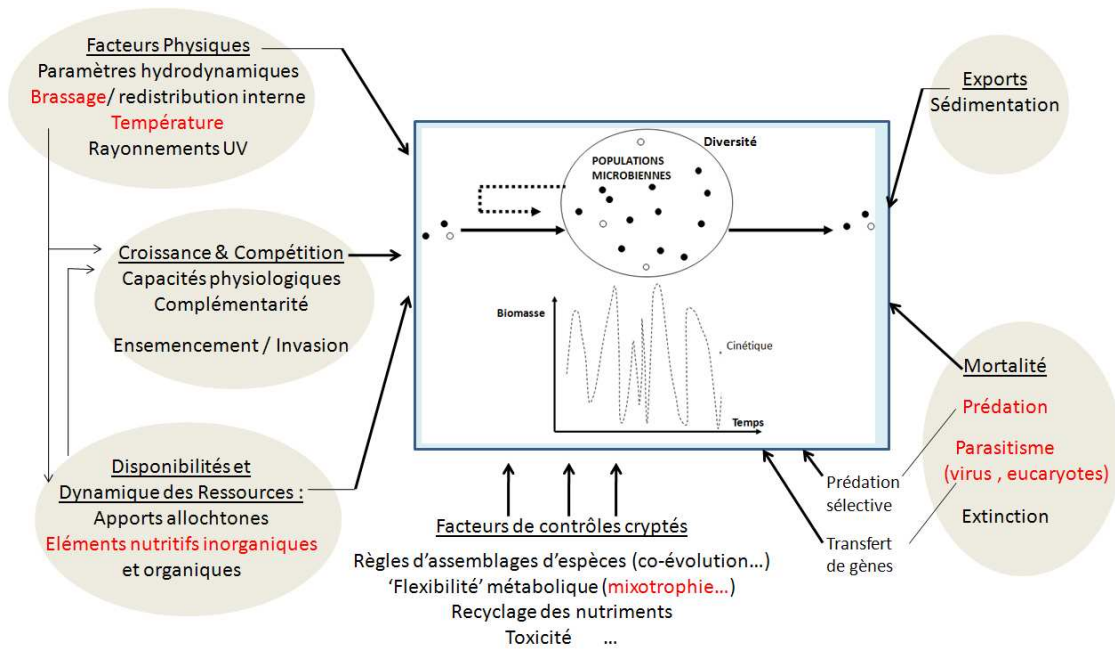 Facteurs Physiques
Paramètres hydrodynamiques
Brassage/ redistribution interne
Température
Rayonnements UV
Croissance & Compétition
Capacités physiologiques
Complémentarité
Ensemencement / Invasion
Disponibilités et
Dynamique des Ressources :
Apports allochtones
Eléments nutritifs inorganiques
et organiques
Diversité
POPULATIONS
MICROBIENNES
Biomasse
Cinétique
Temps
Facteurs de contrôles cryptés
Règles d’assemblages d’espèces (co-évolution…)
‘Flexibilité’ métabolique (mixotrophie…)
Recyclage des nutriments
Toxicité …
Exports
Sédimentation
Mortalité
Prédation
Parasitisme
(virus , eucaryotes)
Extinction
Prédation
sélective
Transfert
de gènes